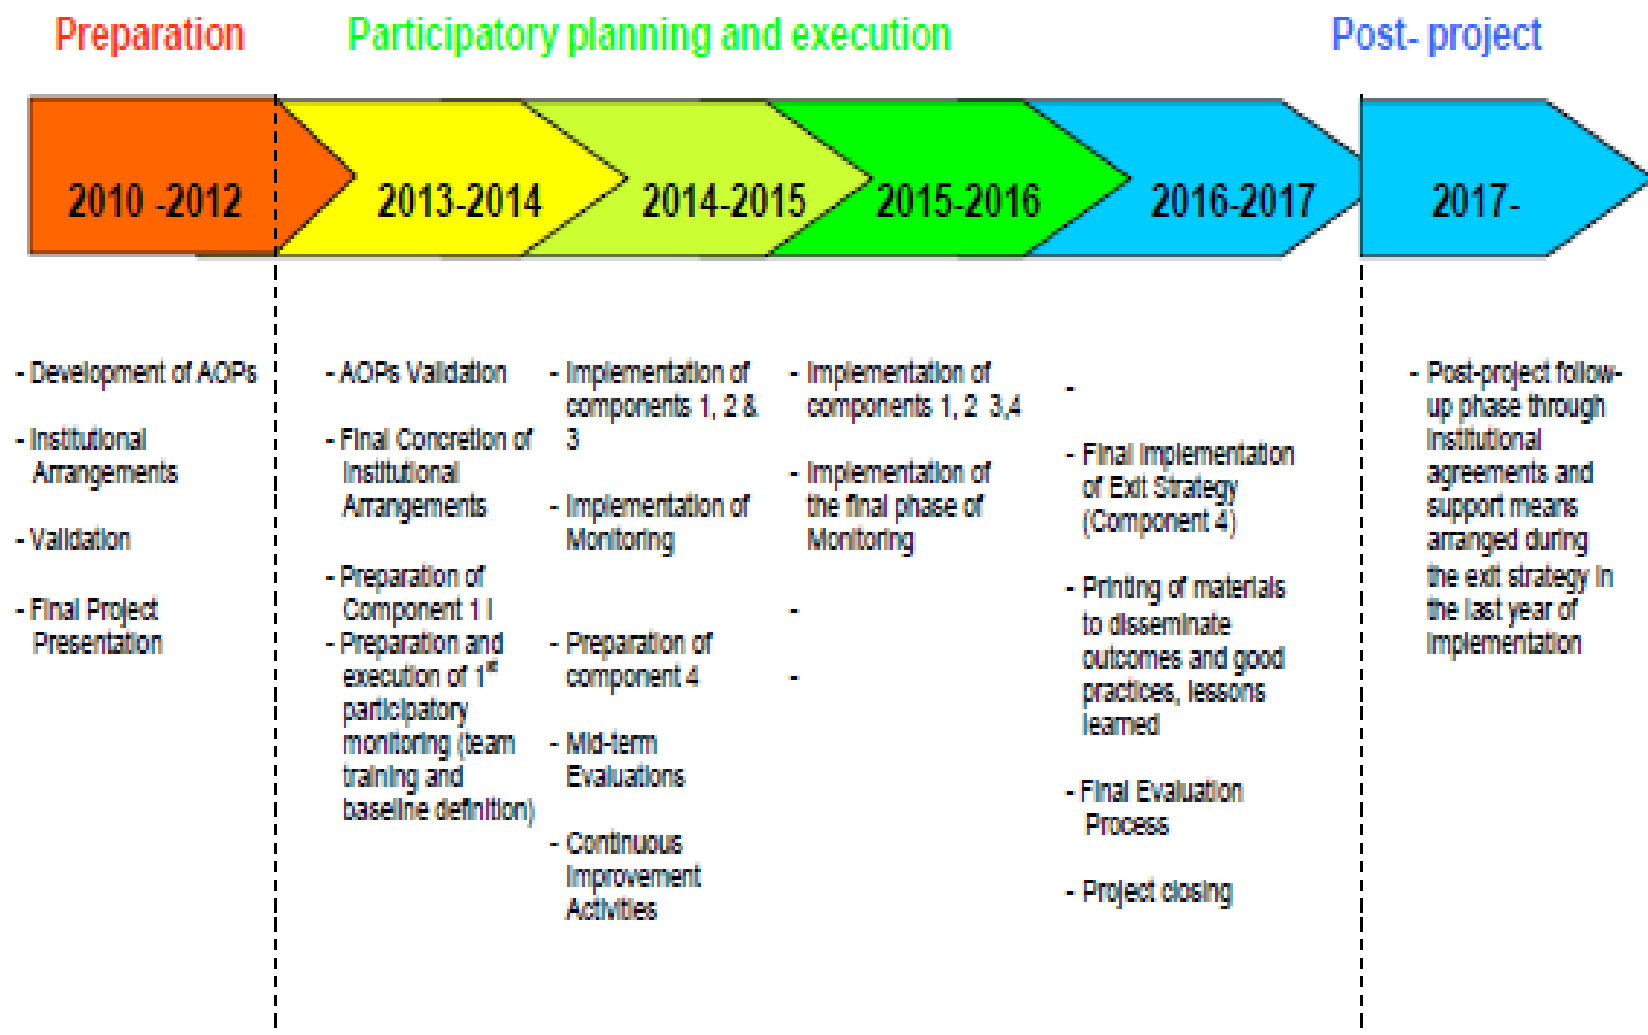 Preparation
Participatory planning and execution
Post- project
2010 -2012
2013-2014
2014-2015
2015-2016
2016-2017
2017-
- Development of AOPs
- Institutional
Arrangements
- Validation
- Final Project
Presentation
- AOPs Validation
- Final Concretion of
Institutional
Arrangements
- Preparation of
Component 1 I
- Preparation and
execution of 1st
participatory
monitoring (team
training and
baseline definition)
- Implementation of
components 1, 2 &
3
- Implementation of
Monitoring
- Preparation of
component 4
- Mid-term
Evaluations
- Continuous
Improvement
Activities
- Implementation of
components 1, 2 3,4
- Implementation of
the final phase of
Monitoring
-
-
-
- Final Implementation
of Exit Strategy
(Component 4)
- Printing of materials
to disseminate
outcomes and good
practices, lessons
learned
- Final Evaluation
Process
- Project closing
- Post-project follow-
up phase through
institutional
agreements and
support means
arranged during
the exit strategy in
the last year of
implementation